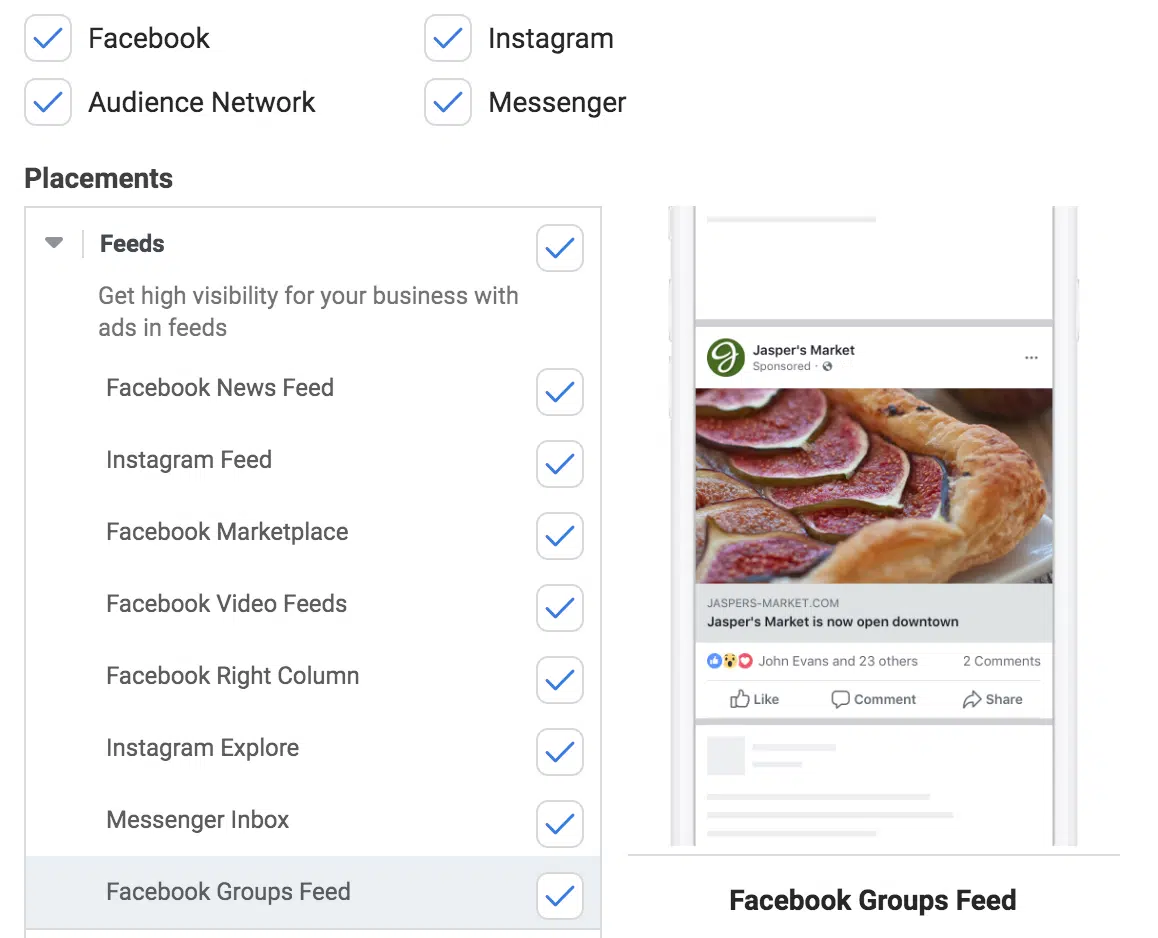 Facebook
Instagram
Audience Network
Messenger
Placements
Feeds
Get high visibility for your business with
ads in feeds
Facebook News Feed
Instagram Feed
Facebook Marketplace
Facebook Video Feeds
Facebook Right Column
Instagram Explore
Messenger Inbox
Facebook Groups Feed
Jasper's Market
Sponsored ·
JASPERS-MARKET.COM
Jasper's Market is now open downtown
John Evans and 23 others
2 Comments
Like
Comment
Share
Facebook Groups Feed